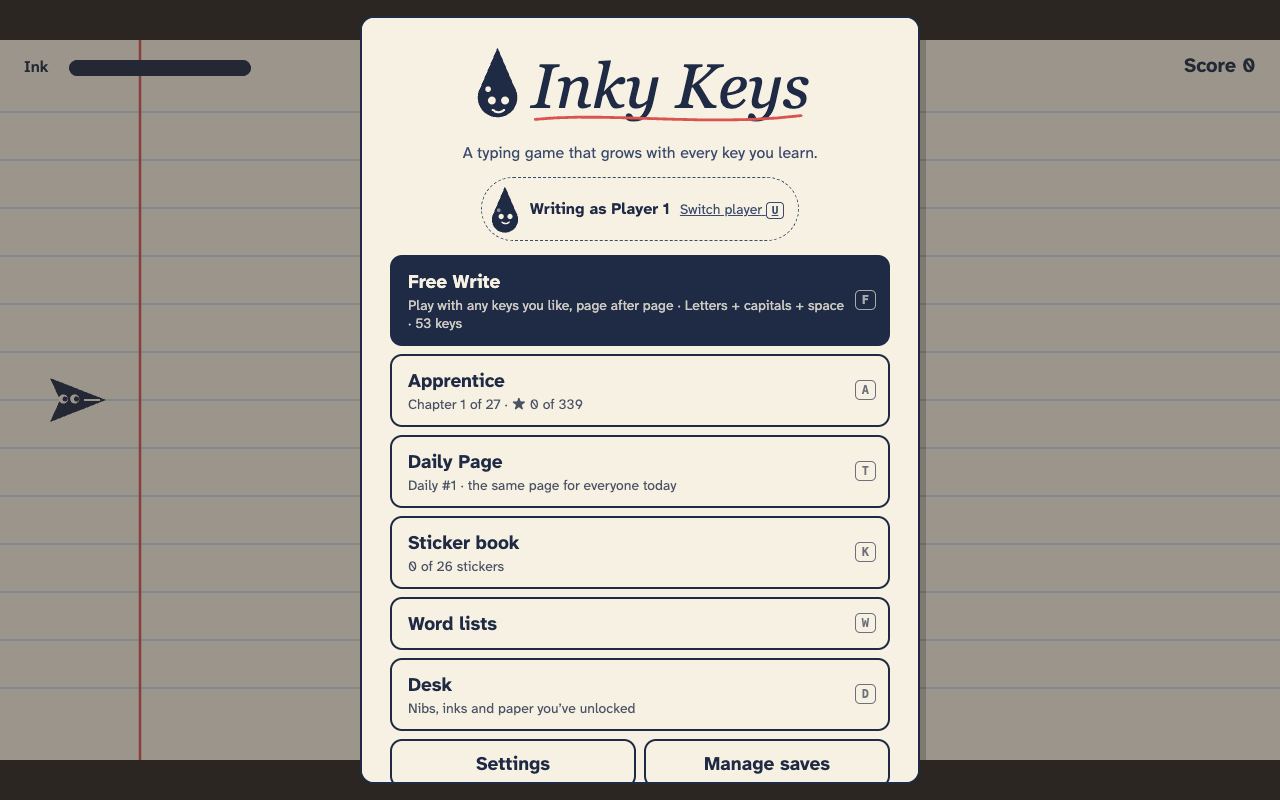 Ink
Score 0
Inky Keys
A typing game that grows with every key you learn.
Writing as Player 1 Switch player U
Free Write
Play with any keys you like, page after page · Letters + capitals + space
· 53 keys
F
Apprentice
Chapter 1 of 27 · ★ 0 of 339
A
Daily Page
Daily #1 · the same page for everyone today
T
Sticker book
0 of 26 stickers
K
Word lists
W
Desk
Nibs, inks and paper you've unlocked
D
Settings
Manage saves